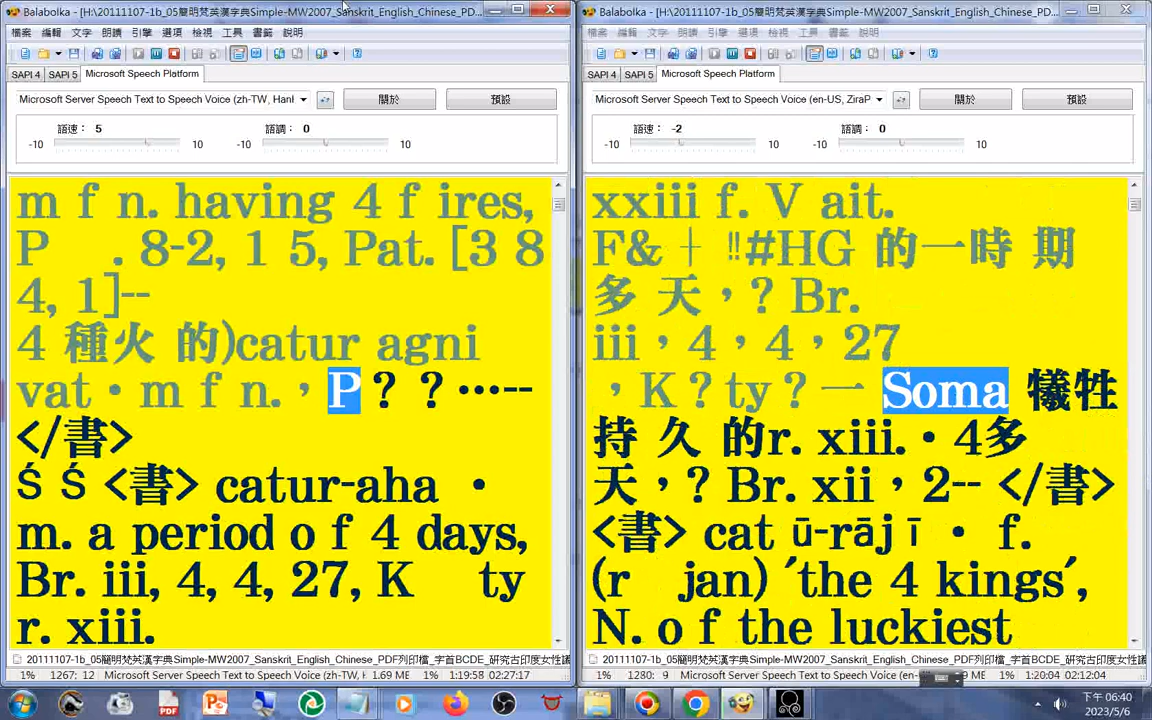 Balabolka - [H:\20111107-1b_05簡明梵英漢字典Simple-MW2007_Sanskrit_English_Chinese_PD...
檔案 編輯 文字 朗讀 引擎 選項 檢視 工具 書籤 說明
SAPI 4 SAPI 5 Microsoft Speech Platform
Microsoft Server Speech Text to Speech Voice (zh-TW, Hanl 關於 預設
語速: 5 語調: 0
-10 10 -10 10
m f n. having 4 f ires,
P . 8-2, 1 5, Pat. [3 8
4, 1]--
4 種火 的)catur agni
vat‧m f n.,P??…--
</書>
Ś Ś <書> catur-aha ‧
m. a period o f 4 days,
Br. iii, 4, 4, 27, K ty
r. xiii.
20111107-1b_05簡明梵英漢字典Simple-MW2007_Sanskrit_English_Chinese_PDF列印檔_字首BCDE_研究古印度女性議
1% 1267; 12 Microsoft Server Speech Text to Speech Voice (zh-TW, H 1.69 ME 1% 1:19:58 02:27:17
Balabolka - [H:\20111107-1b_05簡明梵英漢字典Simple-MW2007_Sanskrit_English_Chinese_PD...
檔案 編輯 文字 朗讀 引擎 選項 檢視 工具 書籤 說明
SAPI 4 SAPI 5 Microsoft Speech Platform
Microsoft Server Speech Text to Speech Voice (en-US, ZiraP 關於 預設
語速: -2 語調: 0
-10 10 -10 10
xxiii f. V ait.
F&┼ ‼#HG 的一時 期
多 天,? Br.
iii,4,4,27
,K?ty?一 Soma 犧牲
持 久 的r. xiii.‧4多
天,? Br. xii,2-- </書>
<書> cat ū-rāj ī ‧ f.
(r jan) ′the 4 kings′,
N. o f the luckiest
20111107-1b_05簡明梵英漢字典Simple-MW2007_Sanskrit_English_Chinese_PDF列印檔_字首BCDE_研究古印度女性議
1% 1280: 9 Microsoft Server Speech Text to Speech Voice (en-US, 9 ME 1% 1:20:04 02:12:04
下午 06:40
2023/5/6